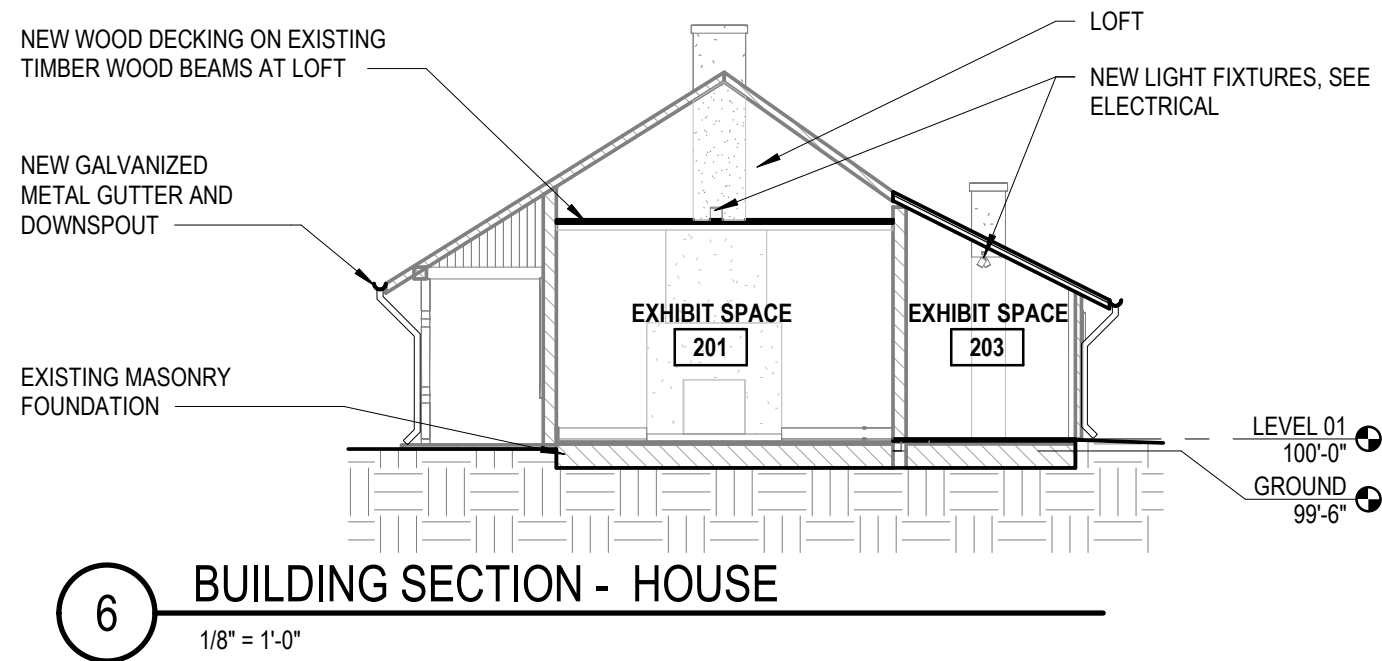 NEW WOOD DECKING ON EXISTING
TIMBER WOOD BEAMS AT LOFT
LOFT
NEW LIGHT FIXTURES, SEE
ELECTRICAL
NEW GALVANIZED
METAL GUTTER AND
DOWNSPOUT
EXHIBIT SPACE
201
EXHIBIT SPACE
203
EXISTING MASONRY
FOUNDATION
LEVEL 01
100'-0"
GROUND
99'-6"
6
BUILDING SECTION - HOUSE
1/8" = 1'-0"